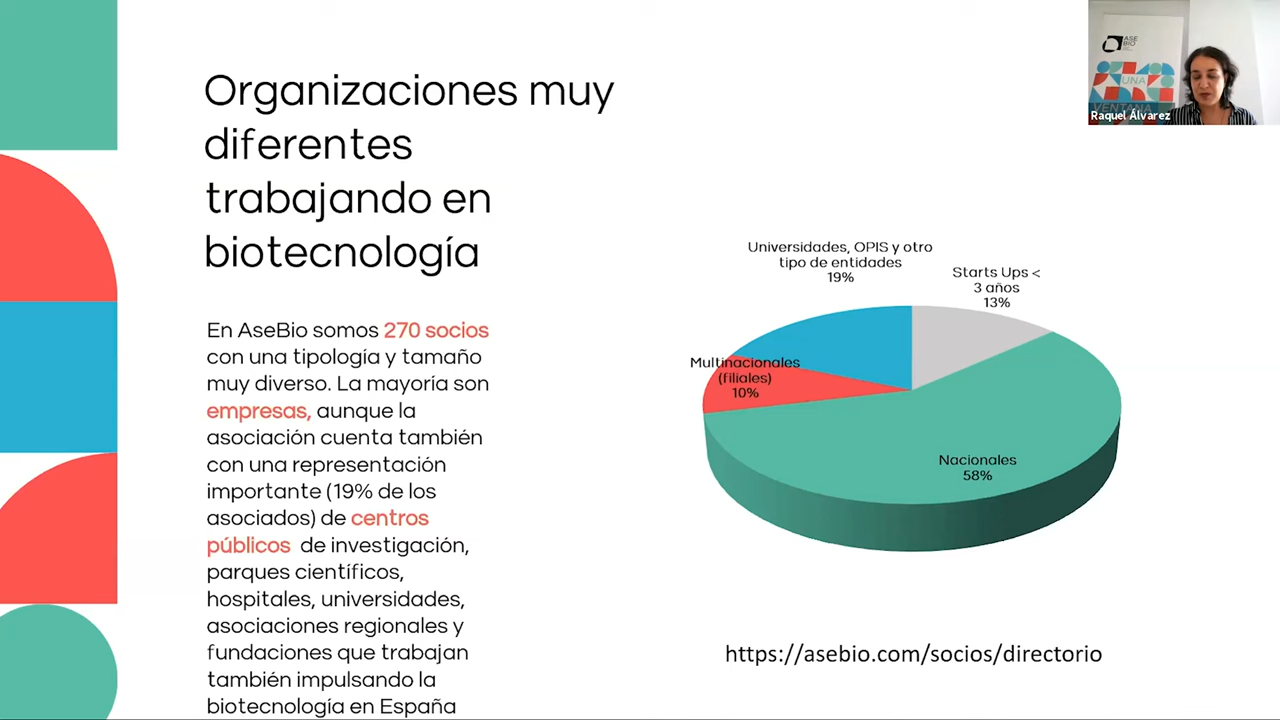 Organizaciones muy
diferentes
trabajando en
biotecnología
En AseBio somos 270 socios
con una tipología y tamaño
muy diverso. La mayoría son
empresas, aunque la
asociación cuenta también
con una representación
importante (19% de los
asociados) de centros
públicos de investigación,
parques científicos,
hospitales, universidades,
asociaciones regionales y
fundaciones que trabajan
también impulsando la
biotecnología en España
Universidades, OPIS y otro
tipo de entidades
19%
Starts Ups <
3 años
13%
Multinacionales
(filiales)
10%
Nacionales
58%
https://asebio.com/socios/directorio
ASE
BIO
UNA
VENTANA
Raquel Álvarez